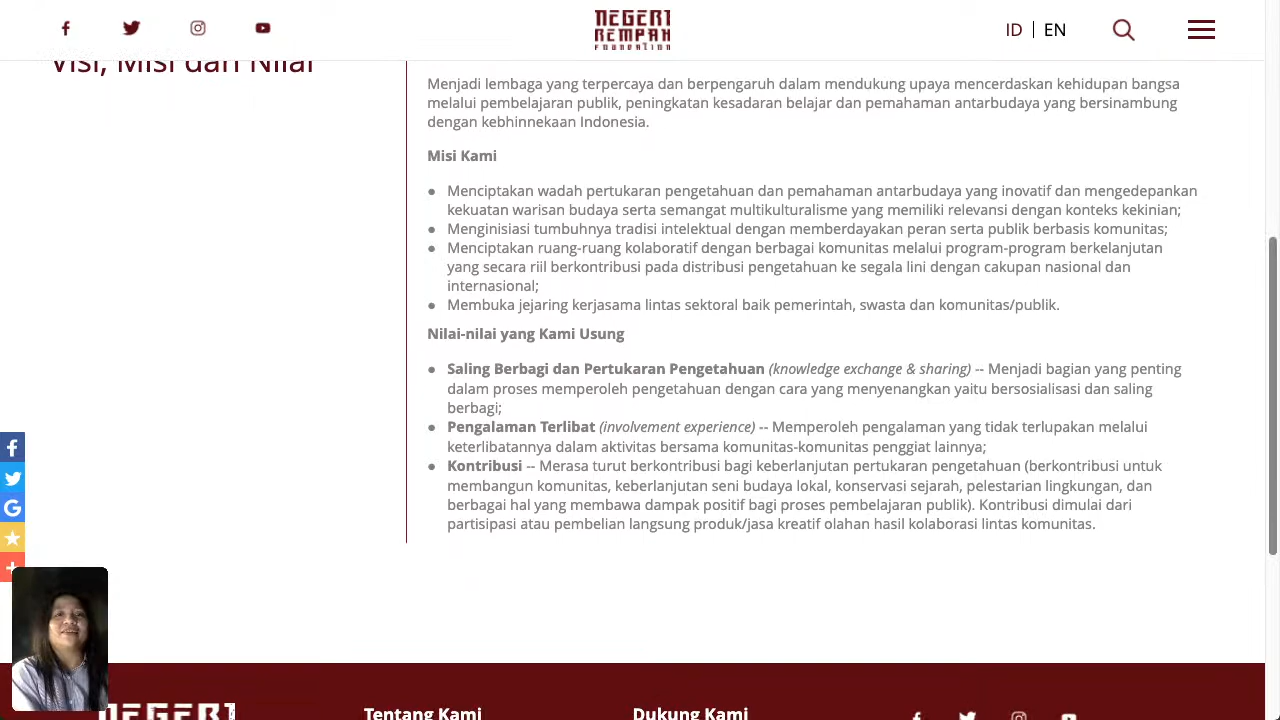 NEGERI
REMPAH
FOUNDATION
ID | EN
Visi, Misi dan Nilai
Menjadi lembaga yang terpercaya dan berpengaruh dalam mendukung upaya mencerdaskan kehidupan bangsa
melalui pembelajaran publik, peningkatan kesadaran belajar dan pemahaman antarbudaya yang bersinambung
dengan kebhinnekaan Indonesia.
Misi Kami
● Menciptakan wadah pertukaran pengetahuan dan pemahaman antarbudaya yang inovatif dan mengedepankan
kekuatan warisan budaya serta semangat multikulturalisme yang memiliki relevansi dengan konteks kekinian;
● Menginisiasi tumbuhnya tradisi intelektual dengan memberdayakan peran serta publik berbasis komunitas;
● Menciptakan ruang-ruang kolaboratif dengan berbagai komunitas melalui program-program berkelanjutan
yang secara riil berkontribusi pada distribusi pengetahuan ke segala lini dengan cakupan nasional dan
internasional;
● Membuka jejaring kerjasama lintas sektoral baik pemerintah, swasta dan komunitas/publik.
Nilai-nilai yang Kami Usung
● Saling Berbagi dan Pertukaran Pengetahuan (knowledge exchange & sharing) -- Menjadi bagian yang penting
dalam proses memperoleh pengetahuan dengan cara yang menyenangkan yaitu bersosialisasi dan saling
berbagi;
● Pengalaman Terlibat (involvement experience) -- Memperoleh pengalaman yang tidak terlupakan melalui
keterlibatannya dalam aktivitas bersama komunitas-komunitas penggiat lainnya;
● Kontribusi -- Merasa turut berkontribusi bagi keberlanjutan pertukaran pengetahuan (berkontribusi untuk
membangun komunitas, keberlanjutan seni budaya lokal, konservasi sejarah, pelestarian lingkungan, dan
berbagai hal yang membawa dampak positif bagi proses pembelajaran publik). Kontribusi dimulai dari
partisipasi atau pembelian langsung produk/jasa kreatif olahan hasil kolaborasi lintas komunitas.
NEGERI
Tentang Kami
Dukung Kami